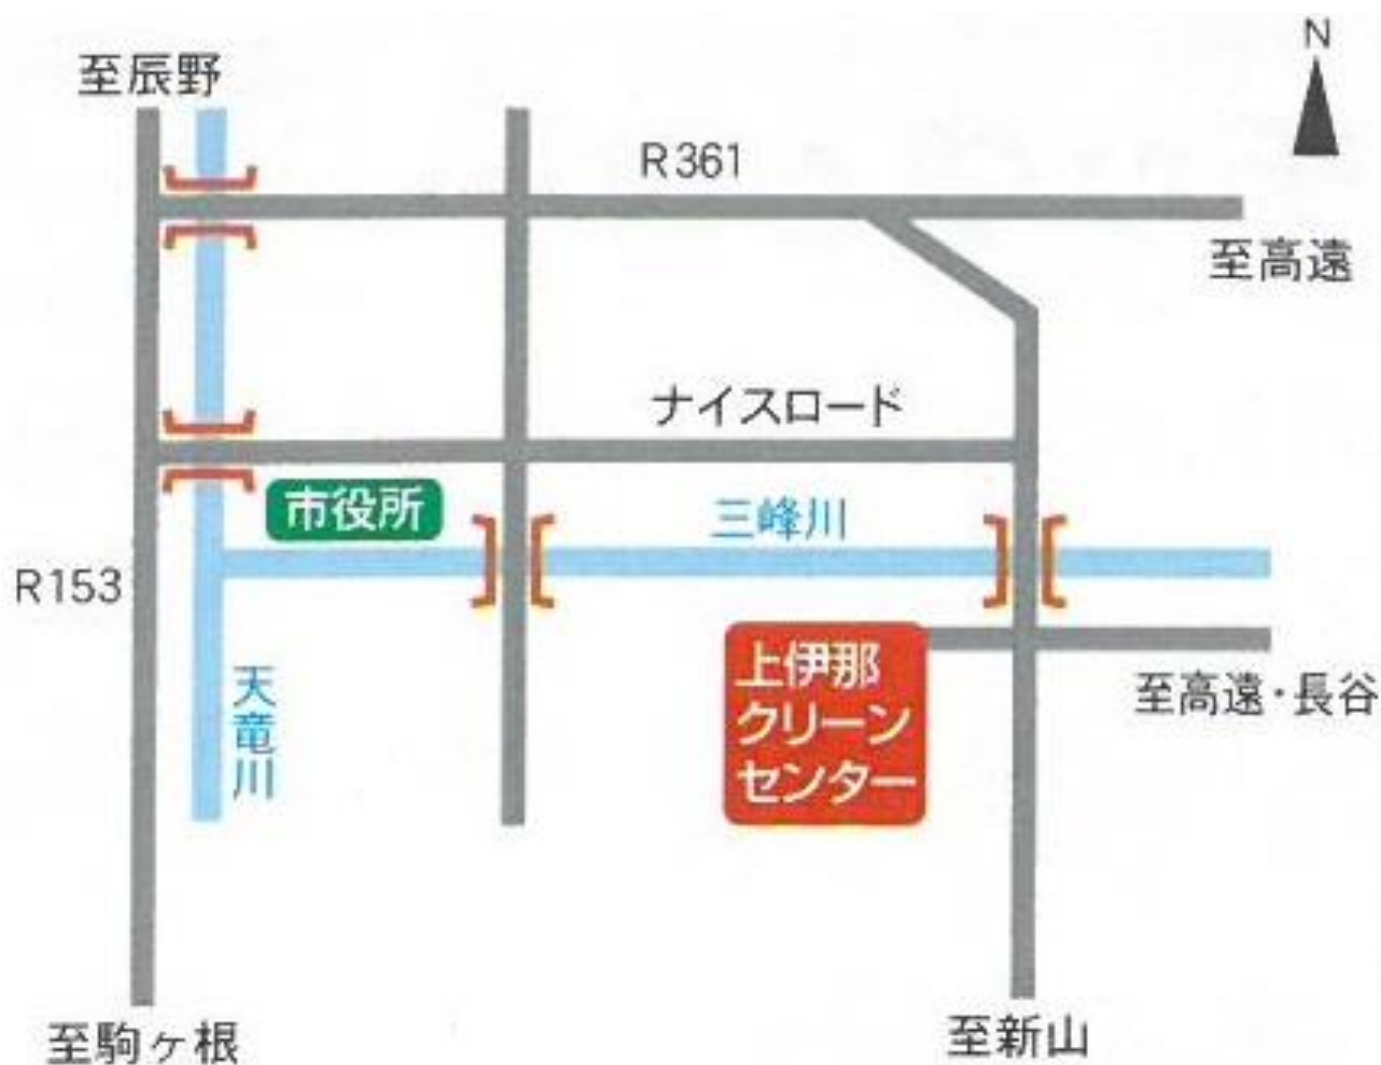 N
至辰野
R361
至高遠
ナイスロード
市役所
三峰川
R153
天竜川
上伊那
クリーン
センター
至高遠・長谷
至駒ヶ根
至新山